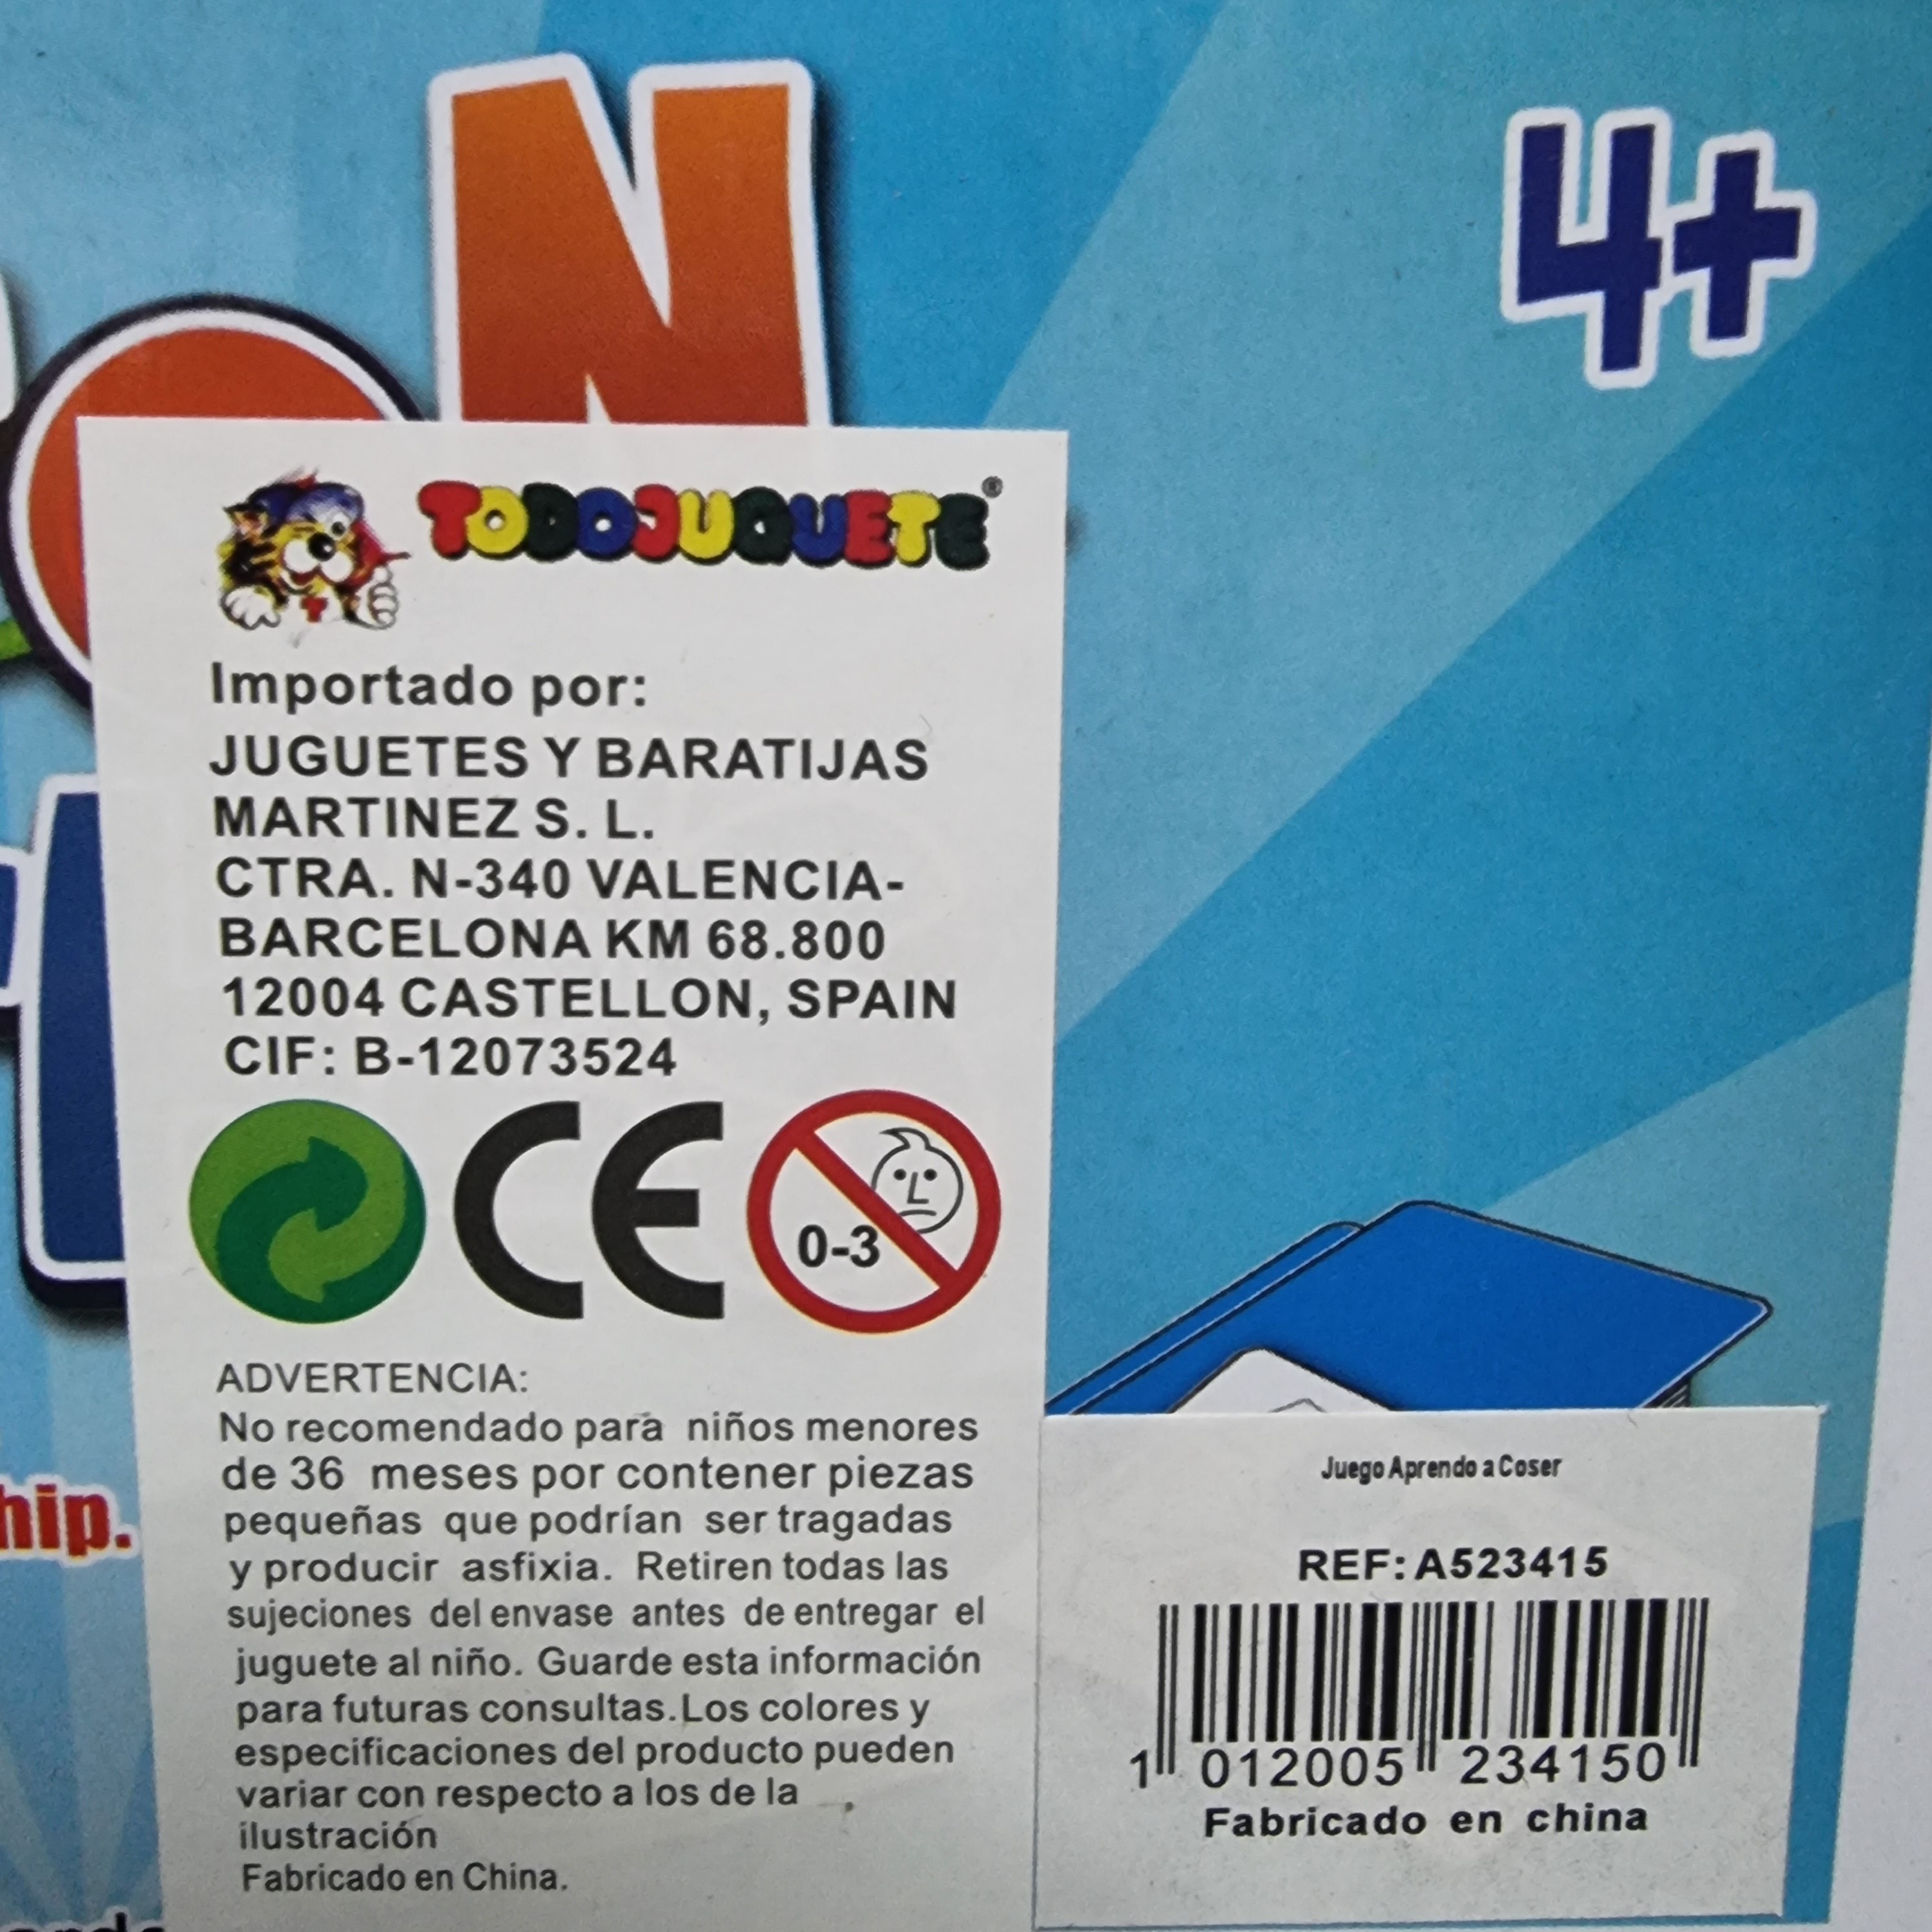 N
4+
TODOJUQUETE®
Importado por:
JUGUETES Y BARATIJAS
MARTINEZ S. L.
CTRA. N-340 VALENCIA-
BARCELONA KM 68.800
12004 CASTELLON, SPAIN
CIF: B-12073524
CE
0-3
ADVERTENCIA:
No recomendado para niños menores
de 36 meses por contener piezas
pequeñas que podrían ser tragadas
y producir asfixia. Retiren todas las
sujeciones del envase antes de entregar el
juguete al niño. Guarde esta información
para futuras consultas. Los colores y
especificaciones del producto pueden
variar con respecto a los de la
ilustración
Fabricado en China.
hip.
Juego Aprendo a Coser
REF: A523415
1 012005 234150
Fabricado en china